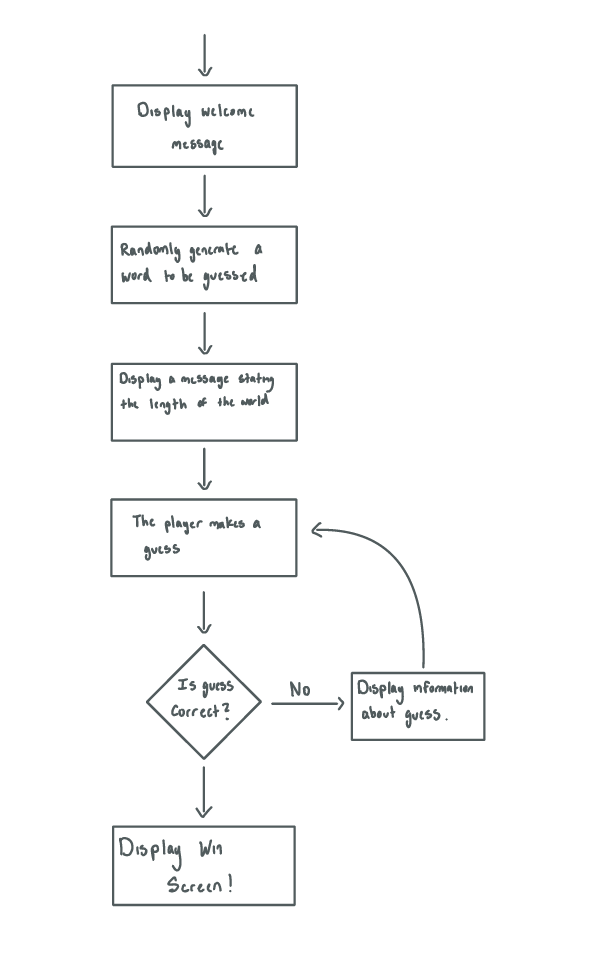 Display welcome
message
Randomly generate a
word to be guessed
Display a message stating
the length of the world
The player makes a
guess
Is guess
Correct?
No
Display nformation
about guess.
Display Win
Screen!